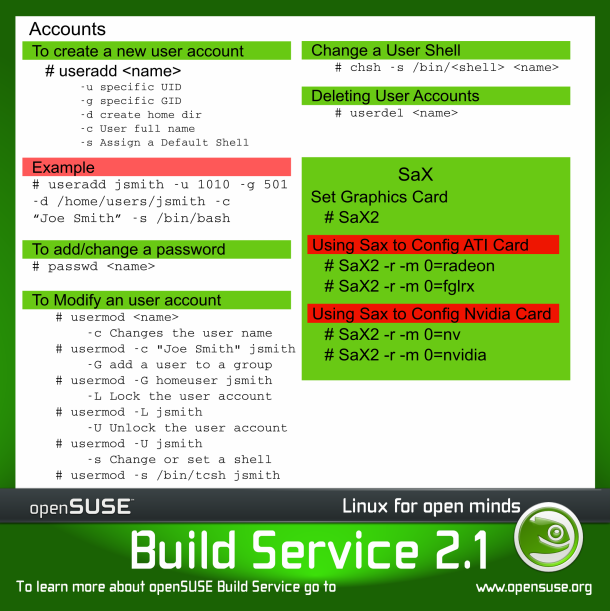 Accounts
To create a new user account
# useradd <name>
-u specific UID
-g specific GID
-d create home dir
-c User full name
-s Assign a Default Shell
Example
# useradd jsmith -u 1010 -g 501
-d /home/users/jsmith -c
“Joe Smith” -s /bin/bash
To add/change a password
# passwd <name>
To Modify an user account
# usermod <name>
-c Changes the user name
# usermod -c "Joe Smith" jsmith
-G add a user to a group
# usermod -G homeuser jsmith
-L Lock the user account
# usermod -L jsmith
-U Unlock the user account
# usermod -U jsmith
-s Change or set a shell
# usermod -s /bin/tcsh jsmith
Change a User Shell
# chsh -s /bin/<shell> <name>
Deleting User Accounts
# userdel <name>
SaX
Set Graphics Card
# SaX2
Using Sax to Config ATI Card
# SaX2 -r -m 0=radeon
# SaX2 -r -m 0=fglrx
Using Sax to Config Nvidia Card
# SaX2 -r -m 0=nv
# SaX2 -r -m 0=nvidia
openSUSE™
Linux for open minds
Build Service 2.1
To learn more about openSUSE Build Service go to
www.opensuse.org